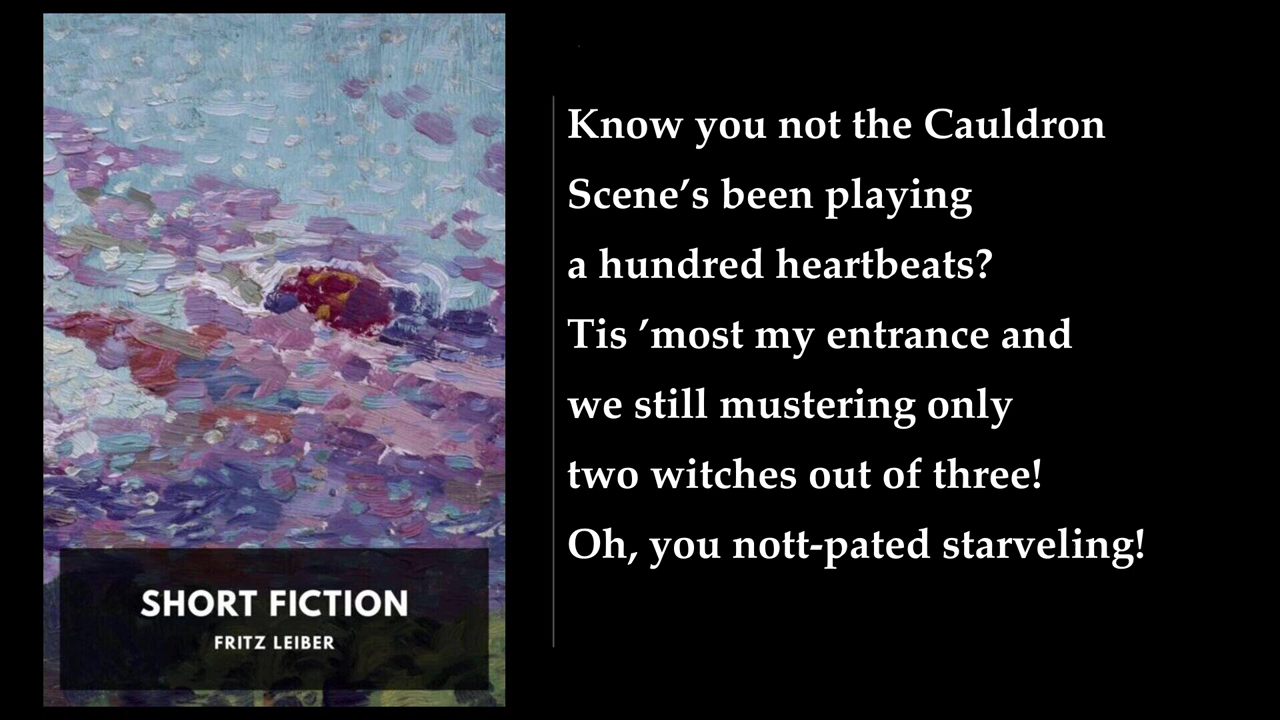 SHORT FICTION
FRITZ LEIBER
Know you not the Cauldron
Scene’s been playing
a hundred heartbeats?
Tis ’most my entrance and
we still mustering only
two witches out of three!
Oh, you nott-pated starveling!